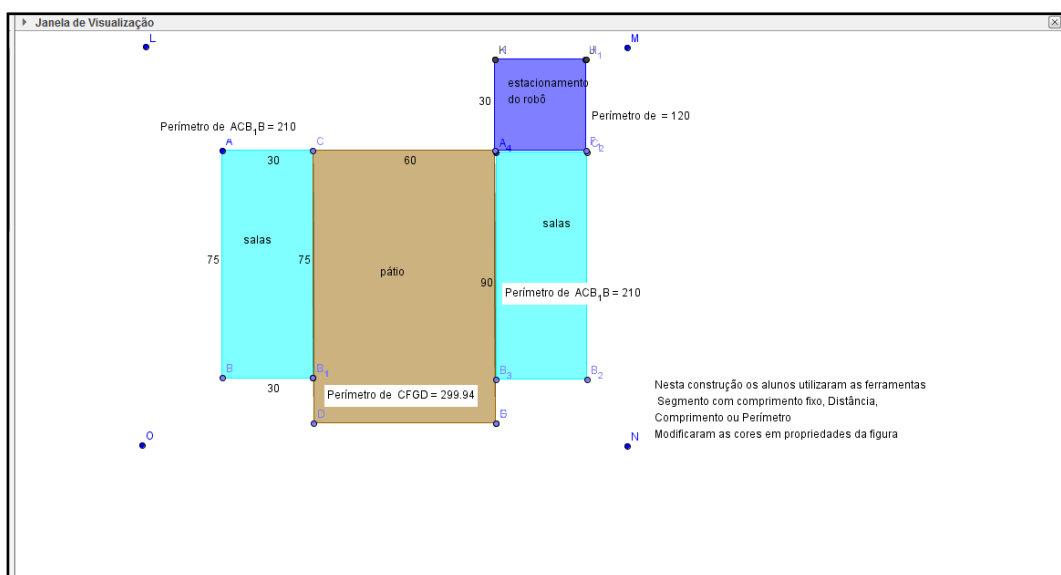 Janela de Visualização
L
M
H
estacionamento
do robô
30
Perímetro de = 120
Perímetro de ACB₁B = 210
A
C
A₄
30
60
salas
salas
75
75
pátio
90
Perímetro de ACB₁B = 210
B
B₁
B₃
B₂
30
Perímetro de CFGD = 299.94
D
Nesta construção os alunos utilizaram as ferramentas
Segmento com comprimento fixo, Distância,
Comprimento ou Perímetro
Modificaram as cores em propriedades da figura
O
N